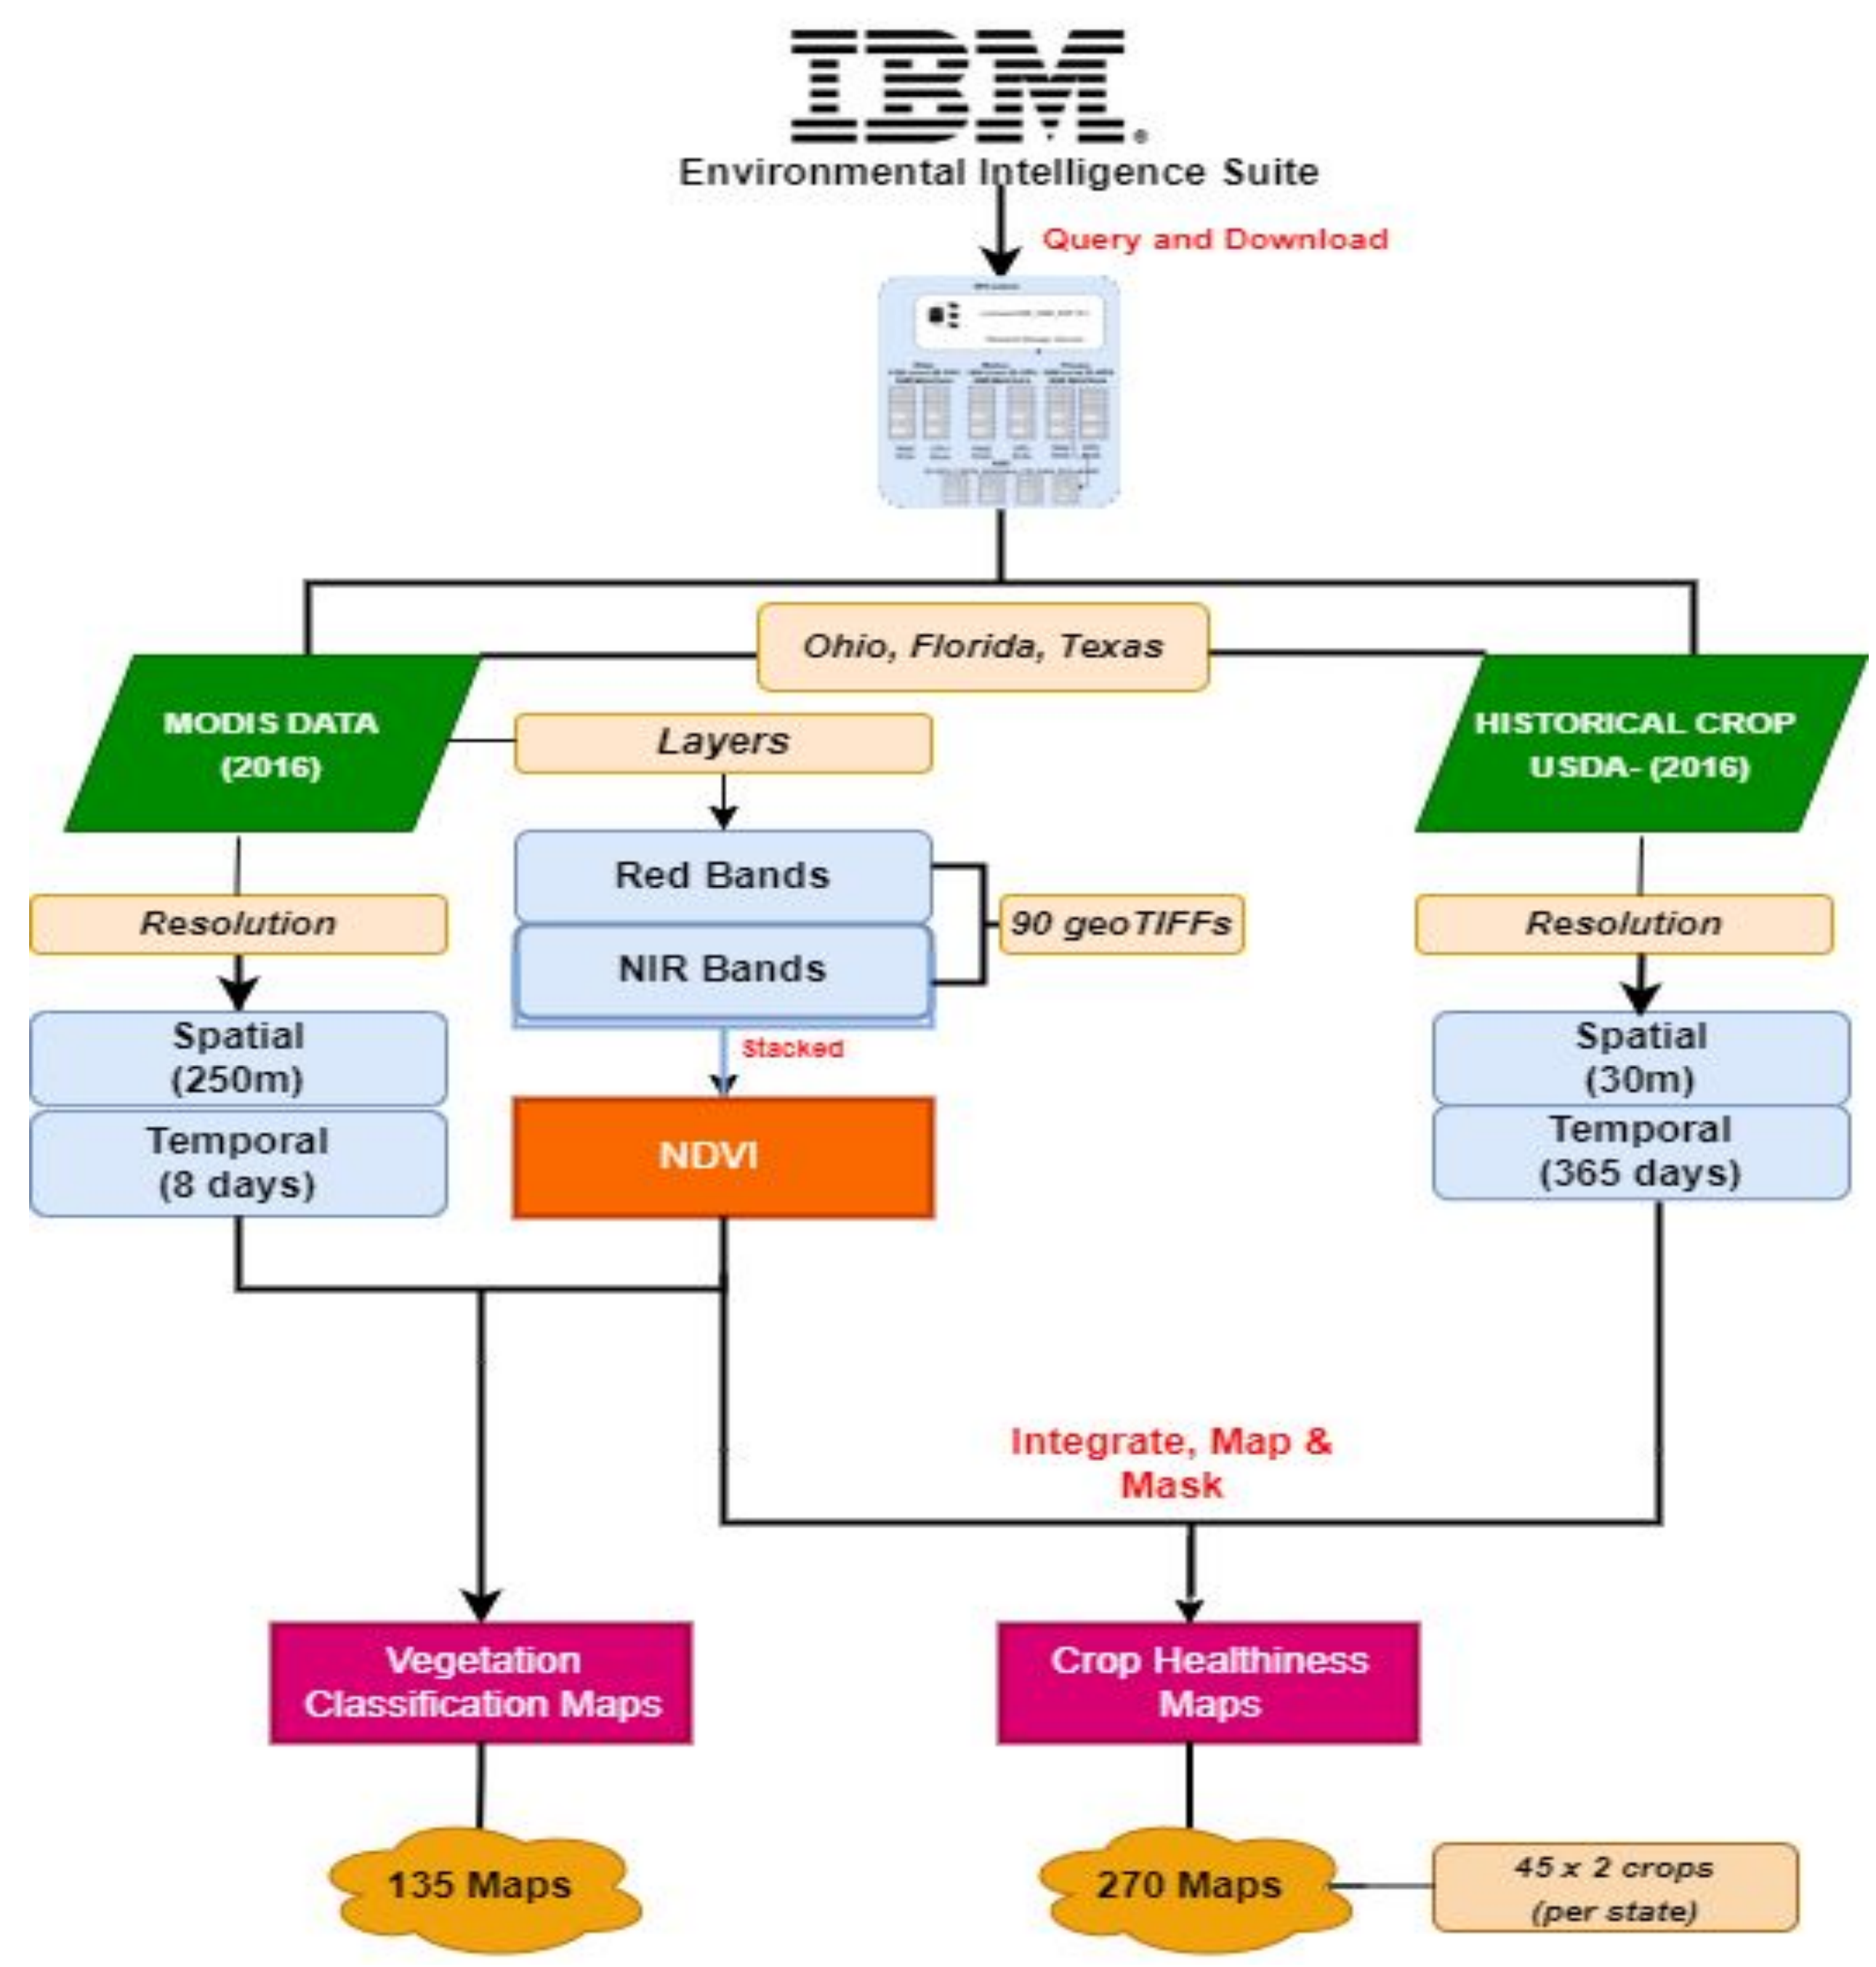 IBM®
Environmental Intelligence Suite
Query and Download
Ohio, Florida, Texas
MODIS DATA
(2016)
Layers
HISTORICAL CROP
USDA- (2016)
Red Bands
NIR Bands
90 geoTIFFs
Resolution
Resolution
Spatial
(250m)
Temporal
(8 days)
Stacked
NDVI
Spatial
(30m)
Temporal
(365 days)
Integrate, Map &
Mask
Vegetation
Classification Maps
Crop Healthiness
Maps
135 Maps
270 Maps
45 x 2 crops
(per state)